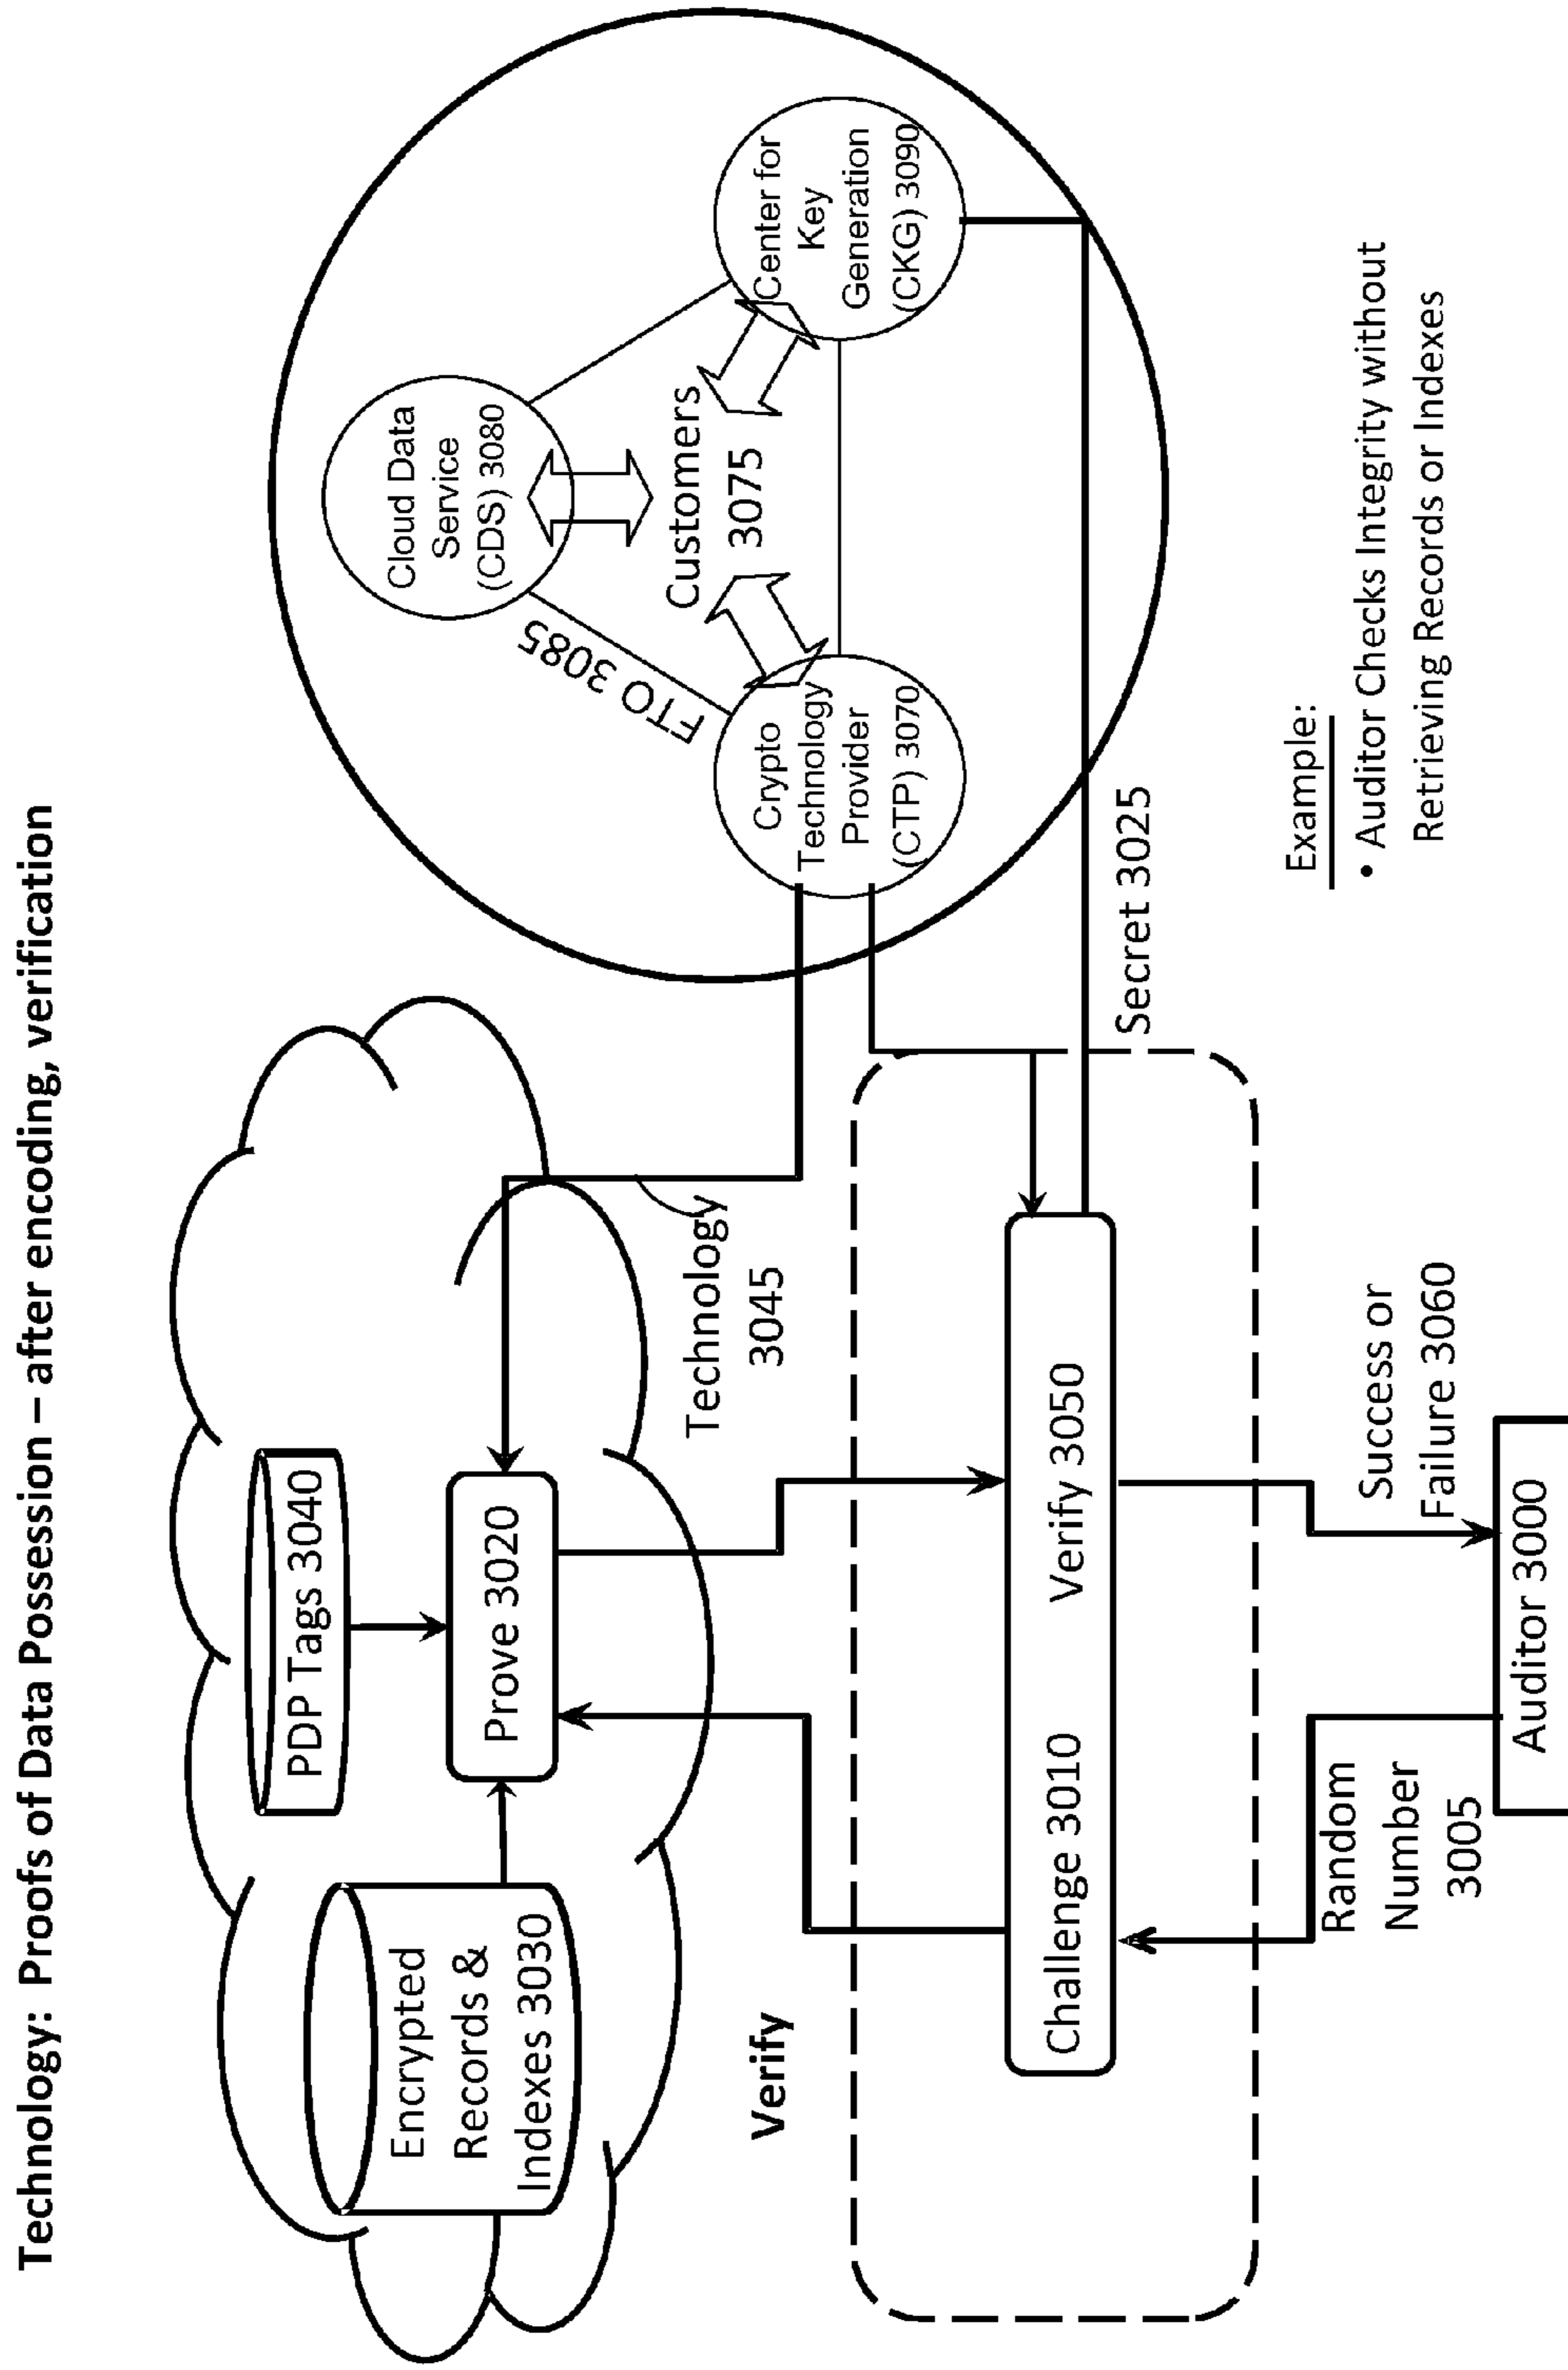 Technology:  Proofs of Data Possession – after encoding, verification
PDP Tags 3040
Encrypted
Records &
Indexes 3030
Prove 3020
Technology
3045
Verify
Challenge 3010
Verify 3050
Random
Number
3005
Success or
Failure 3060
Auditor 3000
Cloud Data
Service
(CDS) 3080
FTO 3085
Customers
3075
Crypto
Technology
Provider
(CTP) 3070
Center for
Key
Generation
(CKG) 3090
Secret 3025
Example:
• Auditor Checks Integrity without
Retrieving Records or Indexes